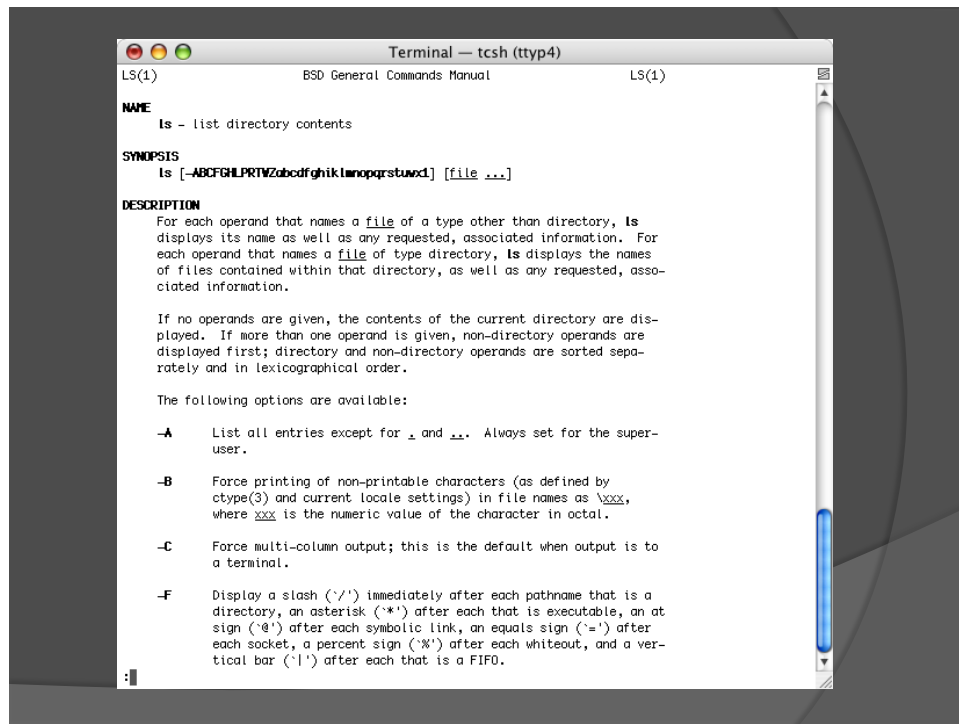 Terminal — tcsh (ttyp4)
LS(1) BSD General Commands Manual LS(1)
NAME
ls – list directory contents
SYNOPSIS
ls [–ABCFGHLPRTWZabcdfghiklmnopqrstuwx1] [file ...]
DESCRIPTION
For each operand that names a file of a type other than directory, ls
displays its name as well as any requested, associated information. For
each operand that names a file of type directory, ls displays the names
of files contained within that directory, as well as any requested, asso–
ciated information.
If no operands are given, the contents of the current directory are dis–
played. If more than one operand is given, non–directory operands are
displayed first; directory and non–directory operands are sorted sepa–
rately and in lexicographical order.
The following options are available:
–A List all entries except for . and ... Always set for the super–
user.
–B Force printing of non–printable characters (as defined by
ctype(3) and current locale settings) in file names as \xxx,
where xxx is the numeric value of the character in octal.
–C Force multi–column output; this is the default when output is to
a terminal.
–F Display a slash (`/') immediately after each pathname that is a
directory, an asterisk (`*') after each that is executable, an at
sign (`@') after each symbolic link, an equals sign (`=') after
each socket, a percent sign (`%') after each whiteout, and a ver–
tical bar (`|') after each that is a FIFO.
: